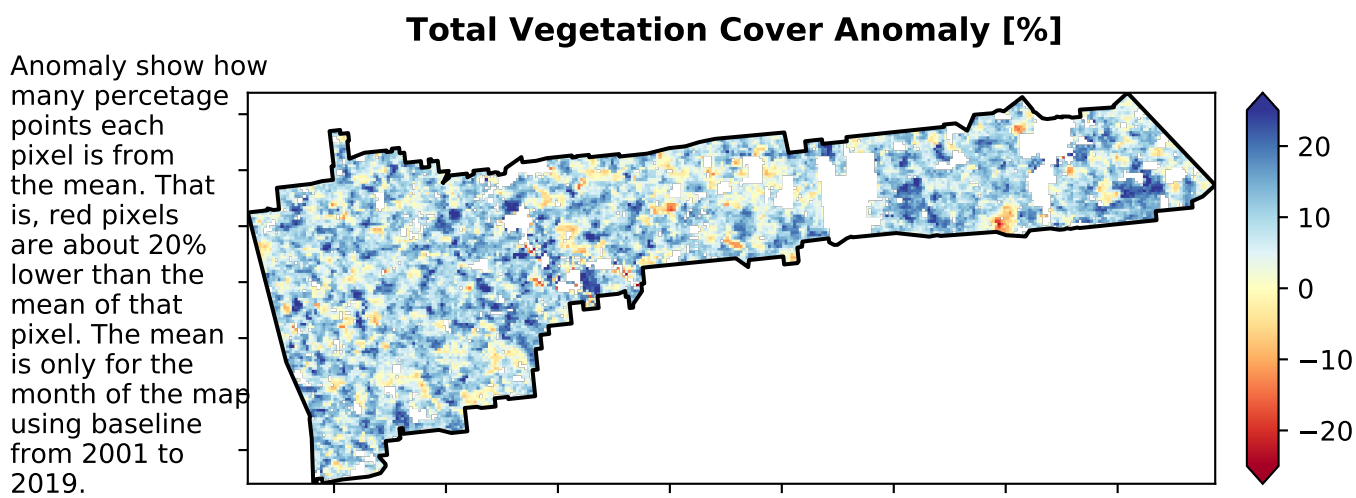 Total Vegetation Cover Anomaly [%]
Anomaly show how
many percetage
points each
pixel is from
the mean. That
is, red pixels
are about 20%
lower than the
mean of that
pixel. The mean
is only for the
month of the map
using baseline
from 2001 to
2019.
20
10
0
−10
−20